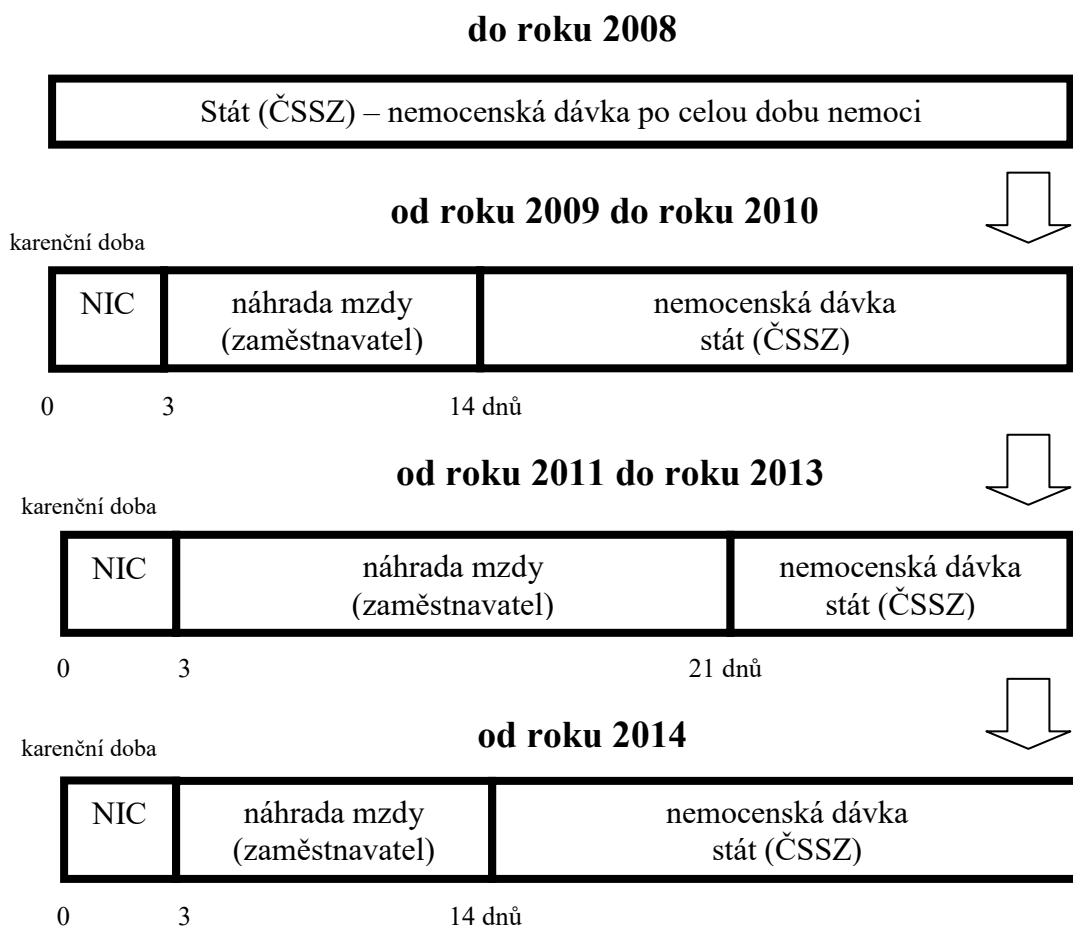 do roku 2008
Stát (ČSSZ) – nemocenská dávka po celou dobu nemoci
od roku 2009 do roku 2010
karenční doba
NIC
náhrada mzdy
(zaměstnavatel)
nemocenská dávka
stát (ČSSZ)
0 3 14 dnů
od roku 2011 do roku 2013
karenční doba
NIC
náhrada mzdy
(zaměstnavatel)
nemocenská dávka
stát (ČSSZ)
0 3 21 dnů
od roku 2014
karenční doba
NIC
náhrada mzdy
(zaměstnavatel)
nemocenská dávka
stát (ČSSZ)
0 3 14 dnů